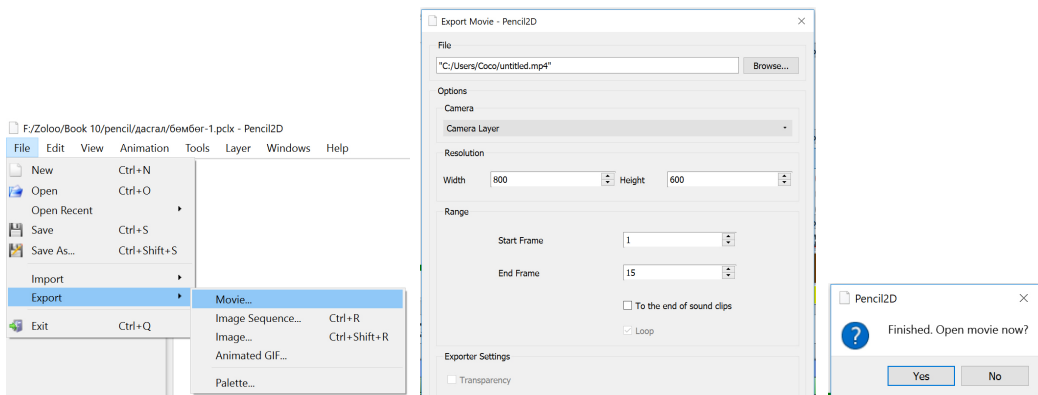 F:/Zoloo/Book 10/pencil/дасгал/бөмбөг-1.pclx - Pencil2D
File Edit View Animation Tools Layer Windows Help
New Ctrl+N
Open Ctrl+O
Open Recent
Save Ctrl+S
Save As... Ctrl+Shift+S
Import
Export
Exit Ctrl+Q
Movie...
Image Sequence... Ctrl+R
Image... Ctrl+Shift+R
Animated GIF...
Palette...
Export Movie - Pencil2D
File
"C:/Users/Coco/untitled.mp4" Browse...
Options
Camera
Camera Layer
Resolution
Width 800 Height 600
Range
Start Frame 1
End Frame 15
To the end of sound clips
Loop
Exporter Settings
Transparency
Pencil2D
Finished. Open movie now?
Yes No